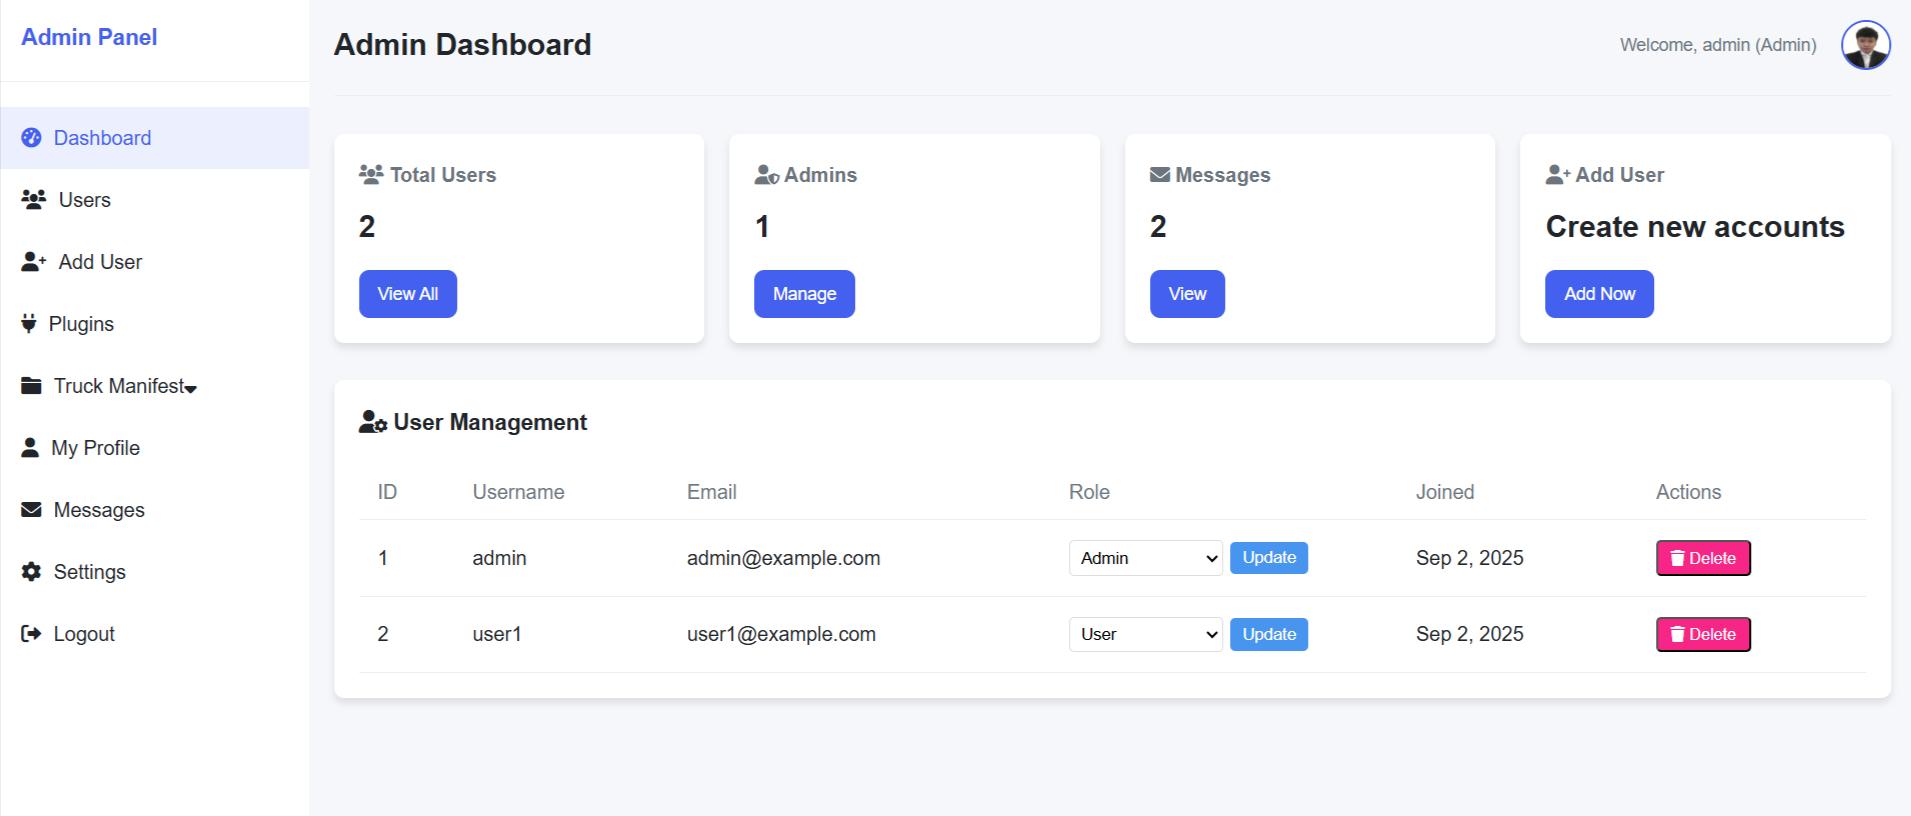 Admin Panel
Dashboard
Users
Add User
Plugins
Truck Manifest
My Profile
Messages
Settings
Logout
Admin Dashboard
Welcome, admin (Admin)
Total Users
2
View All
Admins
1
Manage
Messages
2
View
Add User
Create new accounts
Add Now
User Management
ID Username Email Role Joined Actions
1 admin admin@example.com Admin Update Sep 2, 2025 Delete
2 user1 user1@example.com User Update Sep 2, 2025 Delete